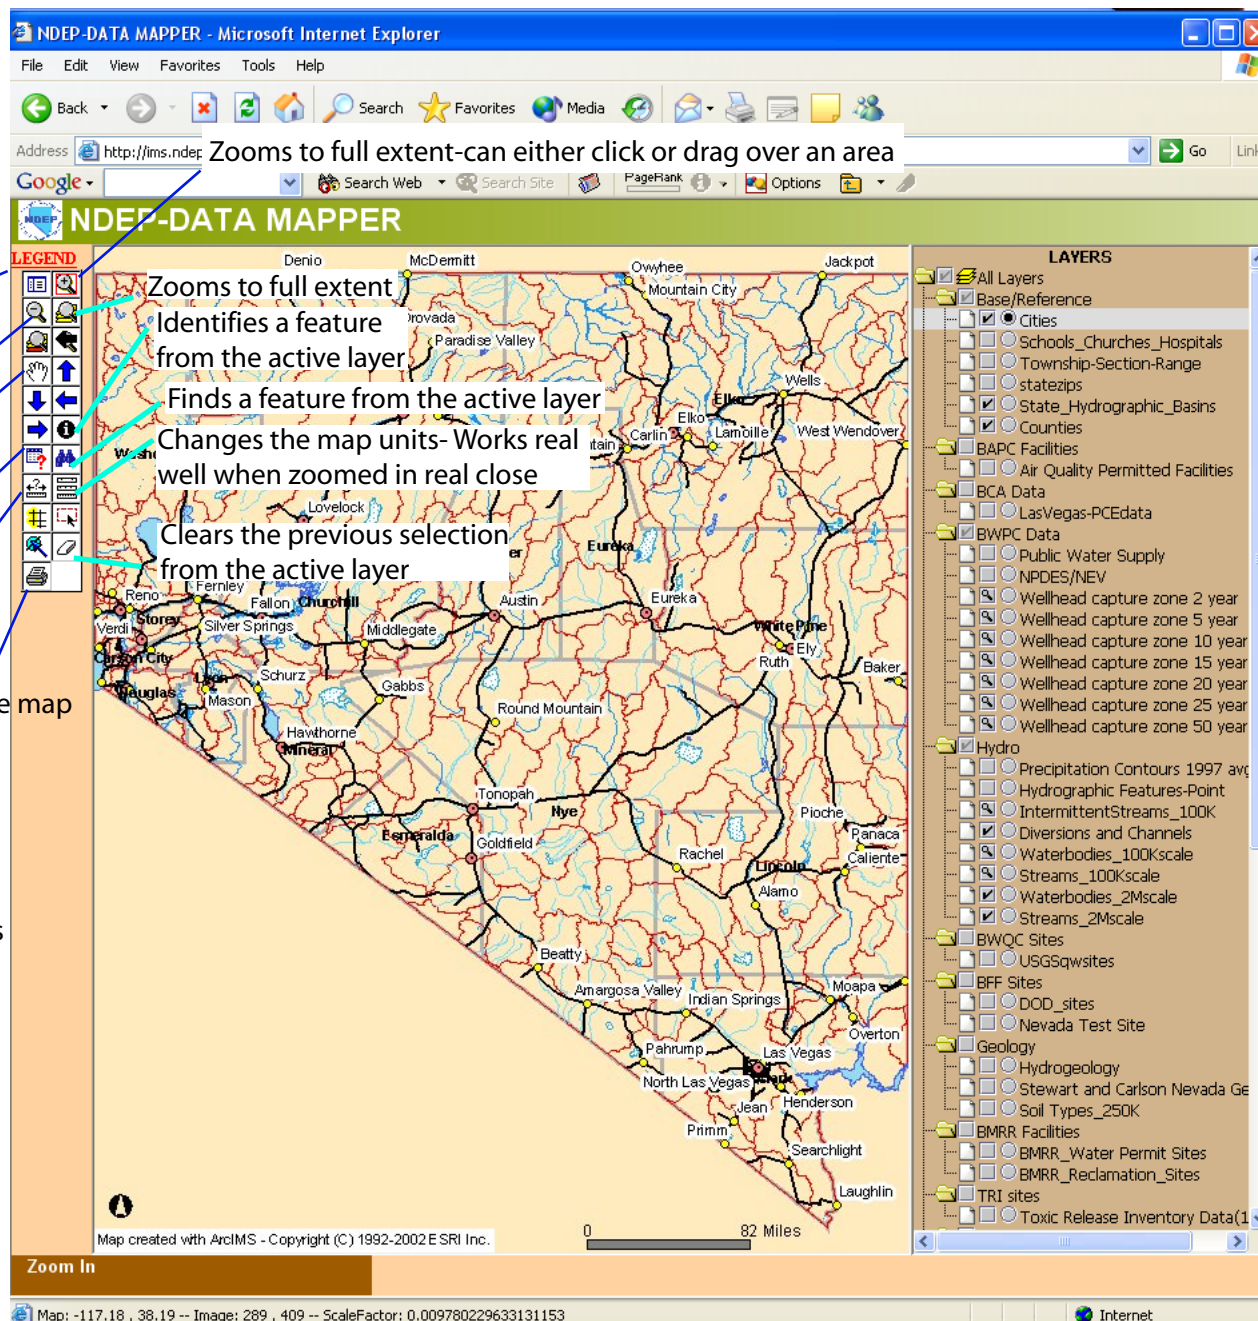 NDEP-DATA MAPPER - Microsoft Internet Explorer
File Edit View Favorites Tools Help
Back Search Favorites Media
Address http://ims.ndep Go Link
Zooms to full extent-can either click or drag over an area
Google Search Web Search Site PageRank Options
NDEP NDEP-DATA MAPPER
LEGEND
Zooms to full extent
Identifies a feature
from the active layer
Finds a feature from the active layer
Changes the map units- Works real
well when zoomed in real close
Clears the previous selection
from the active layer
e map
s
Denio
McDermitt
Owyhee
Jackpot
Mountain City
Orovada
Paradise Valley
Wells
Elko
Elko
Carlin
Lamoille
West Wendover
tain
Washo
Lovelock
er
Eureka
Fernley
Reno
Fallon
Churchill
Austin
Eureka
Storey
Verdi
Silver Springs
Middlegate
White Pine
Ely
Carson City
Ruth
Baker
Douglas
Lyon
Schurz
Mason
Gabbs
Round Mountain
Hawthorne
Mineral
Tonopah
Nye
Pioche
Esmeralda
Goldfield
Panaca
Rachel
Caliente
Lincoln
Alamo
Beatty
Amargosa Valley
Indian Springs
Moapa
Overton
Pahrump
Las Vegas
North Las Vegas
Clark
Jean
Henderson
Primm
Searchlight
Laughlin
0 82 Miles
Map created with ArcIMS - Copyright (C) 1992-2002 ESRI Inc.
LAYERS
All Layers
Base/Reference
Cities
Schools_Churches_Hospitals
Township-Section-Range
statezips
State_Hydrographic_Basins
Counties
BAPC Facilities
Air Quality Permitted Facilities
BCA Data
LasVegas-PCEdata
BWPC Data
Public Water Supply
NPDES/NEV
Wellhead capture zone 2 year
Wellhead capture zone 5 year
Wellhead capture zone 10 year
Wellhead capture zone 15 year
Wellhead capture zone 20 year
Wellhead capture zone 25 year
Wellhead capture zone 50 year
Hydro
Precipitation Contours 1997 avg
Hydrographic Features-Point
IntermittentStreams_100K
Diversions and Channels
Waterbodies_100Kscale
Streams_100Kscale
Waterbodies_2Mscale
Streams_2Mscale
BWQC Sites
USGSqwsites
BFF Sites
DOD_sites
Nevada Test Site
Geology
Hydrogeology
Stewart and Carlson Nevada Ge
Soil Types_250K
BMRR Facilities
BMRR_Water Permit Sites
BMRR_Reclamation_Sites
TRI sites
Toxic Release Inventory Data(1
Zoom In
Map: -117.18 , 38.19 -- Image: 289 , 409 -- ScaleFactor: 0.009780229633131153
Internet